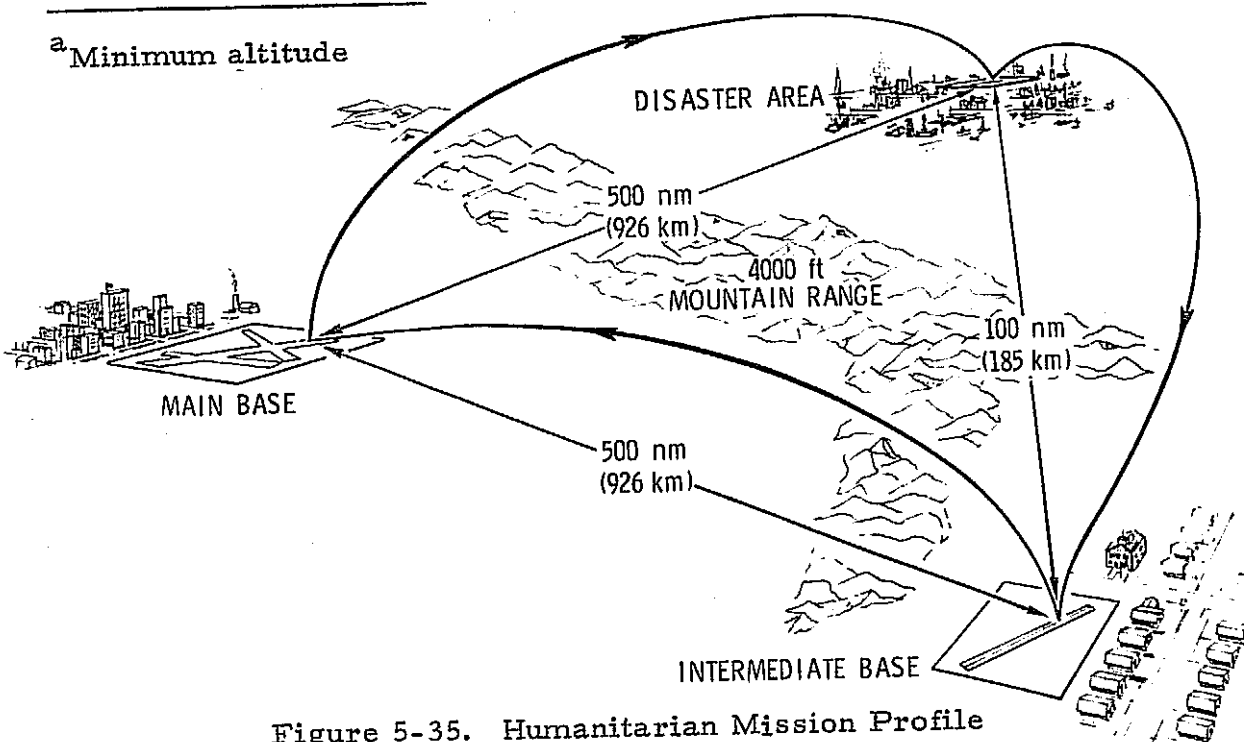 a Minimum altitude
DISASTER AREA
500 nm
(926 km)
4000 ft
MOUNTAIN RANGE
100 nm
(185 km)
MAIN BASE
500 nm
(926 km)
INTERMEDIATE BASE
Figure 5-35. Humanitarian Mission Profile